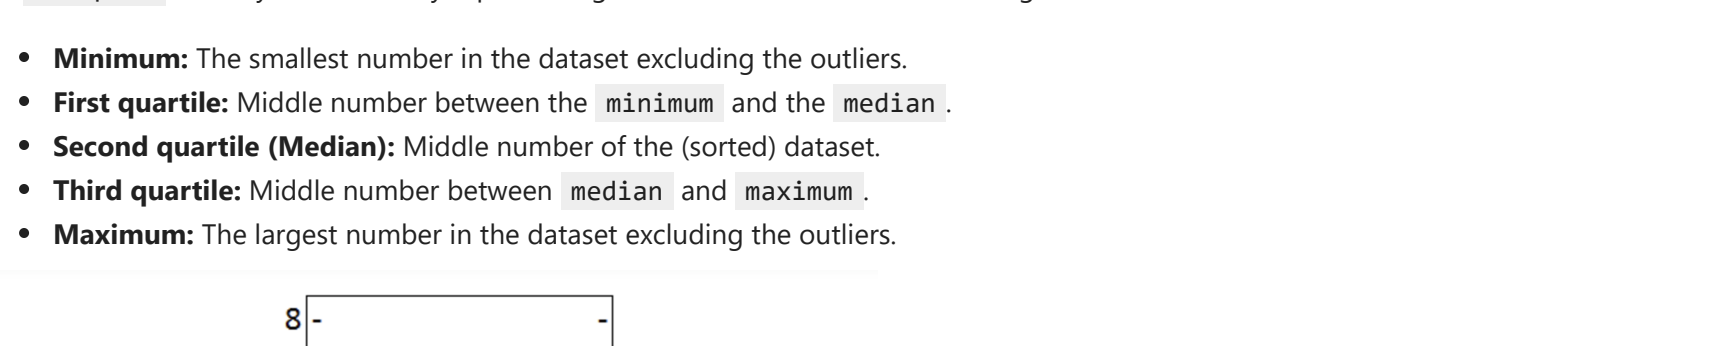 • Minimum: The smallest number in the dataset excluding the outliers.
• First quartile: Middle number between the minimum and the median.
• Second quartile (Median): Middle number of the (sorted) dataset.
• Third quartile: Middle number between median and maximum.
• Maximum: The largest number in the dataset excluding the outliers.
8